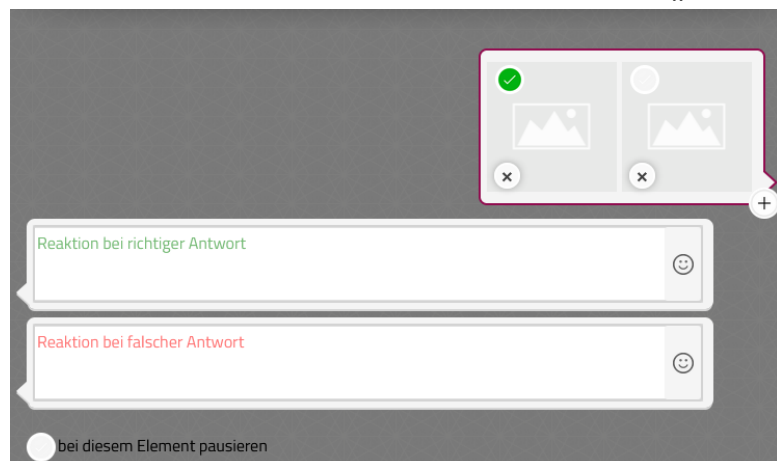 Reaktion bei richtiger Antwort
Reaktion bei falscher Antwort
bei diesem Element pausieren